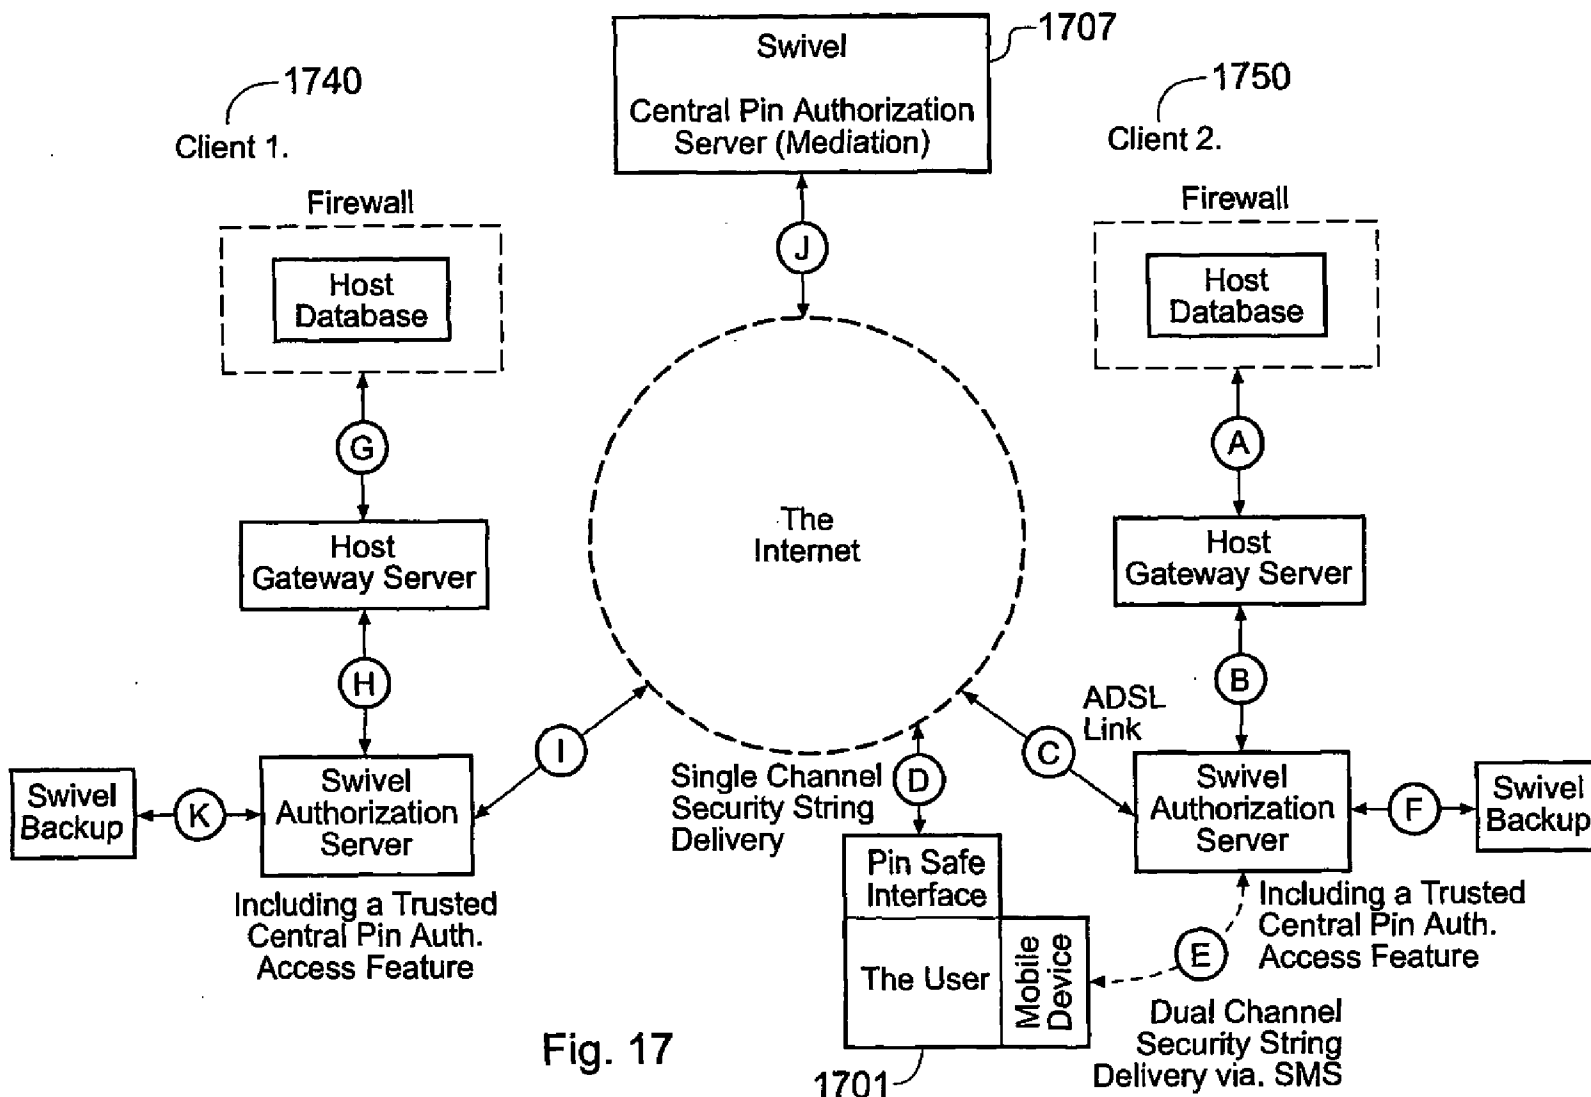 1740
Client 1.
Swivel
Central Pin Authorization
Server (Mediation)
1707
1750
Client 2.
Firewall
Host
Database
J
Firewall
Host
Database
G
A
Host
Gateway Server
The
Internet
Host
Gateway Server
H
B
I
ADSL
Link
C
D
Single Channel
Security String
Delivery
Swivel
Backup
K
Swivel
Authorization
Server
Including a Trusted
Central Pin Auth.
Access Feature
Swivel
Authorization
Server
F
Swivel
Backup
Including a Trusted
Central Pin Auth.
Access Feature
Pin Safe
Interface
The User
Mobile
Device
E
Dual Channel
Security String
Delivery via. SMS
Fig. 17
1701